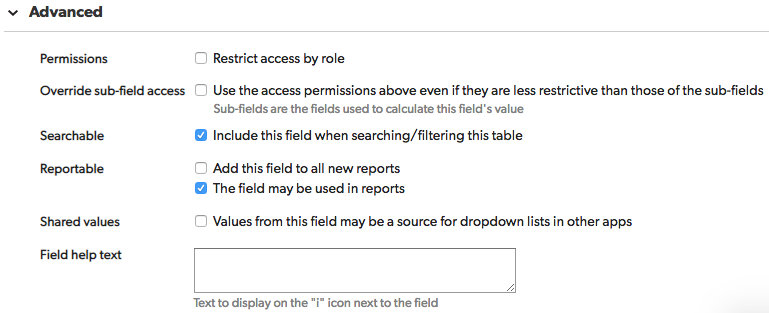 Advanced
Permissions Restrict access by role
Override sub-field access Use the access permissions above even if they are less restrictive than those of the sub-fields
Sub-fields are the fields used to calculate this field's value
Searchable Include this field when searching/filtering this table
Reportable Add this field to all new reports
The field may be used in reports
Shared values Values from this field may be a source for dropdown lists in other apps
Field help text
Text to display on the "i" icon next to the field